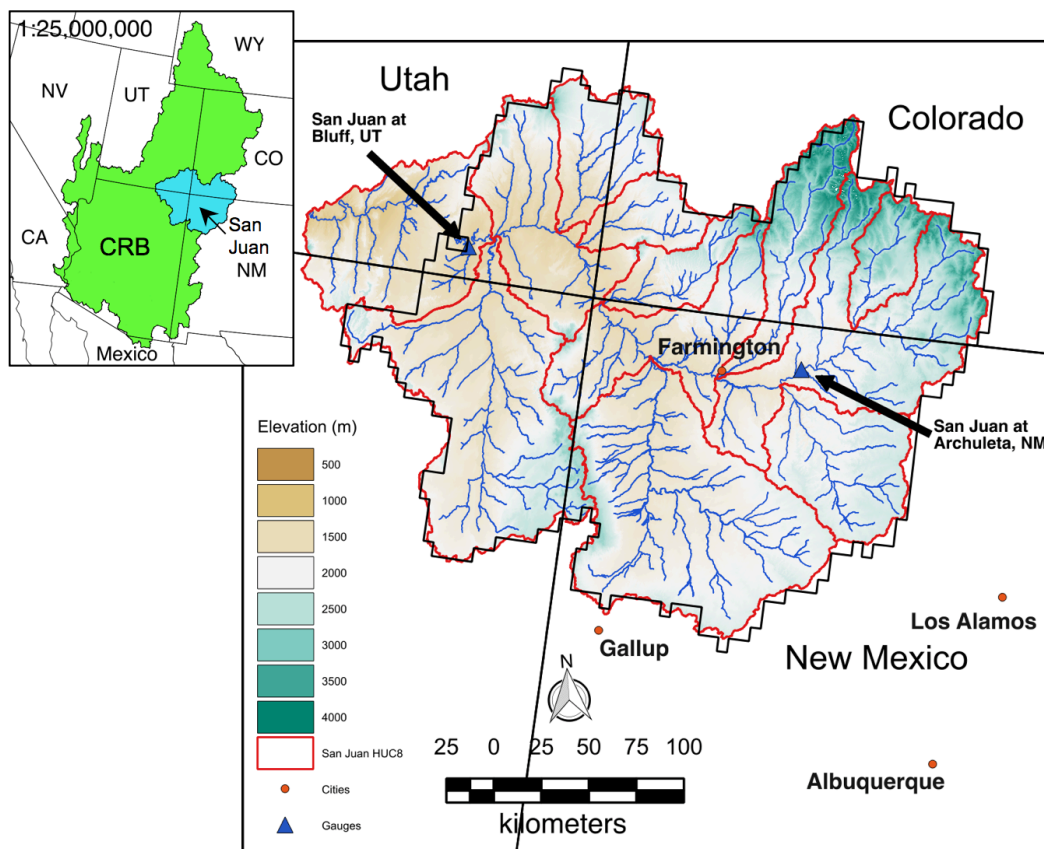 1:25,000,000
WY
NV
UT
CO
CA
CRB
San
Juan
NM
Mexico
Utah
Colorado
San Juan at
Bluff, UT
Farmington
San Juan at
Archuleta, NM
Elevation (m)
500
1000
1500
2000
2500
3000
3500
4000
San Juan HUC8
Cities
Gauges
Gallup
Los Alamos
New Mexico
Albuquerque
N
25 0 25 50 75 100
kilometers